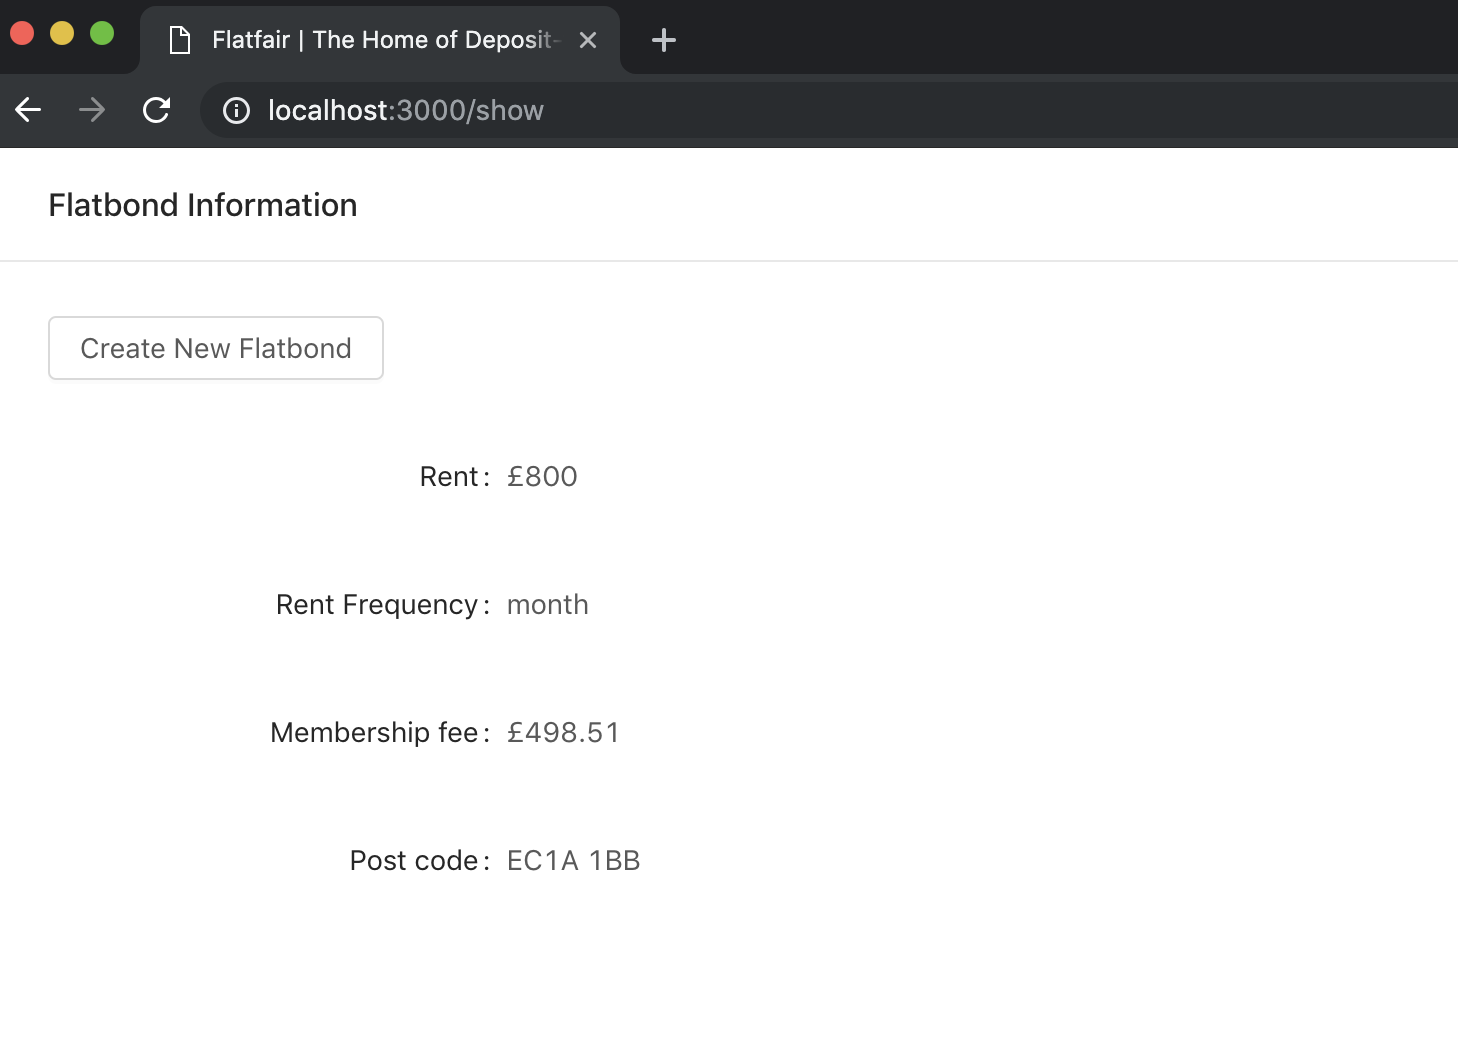 Flatfair | The Home of Deposit-
localhost:3000/show
Flatbond Information
Create New Flatbond
Rent: £800
Rent Frequency: month
Membership fee: £498.51
Post code: EC1A 1BB